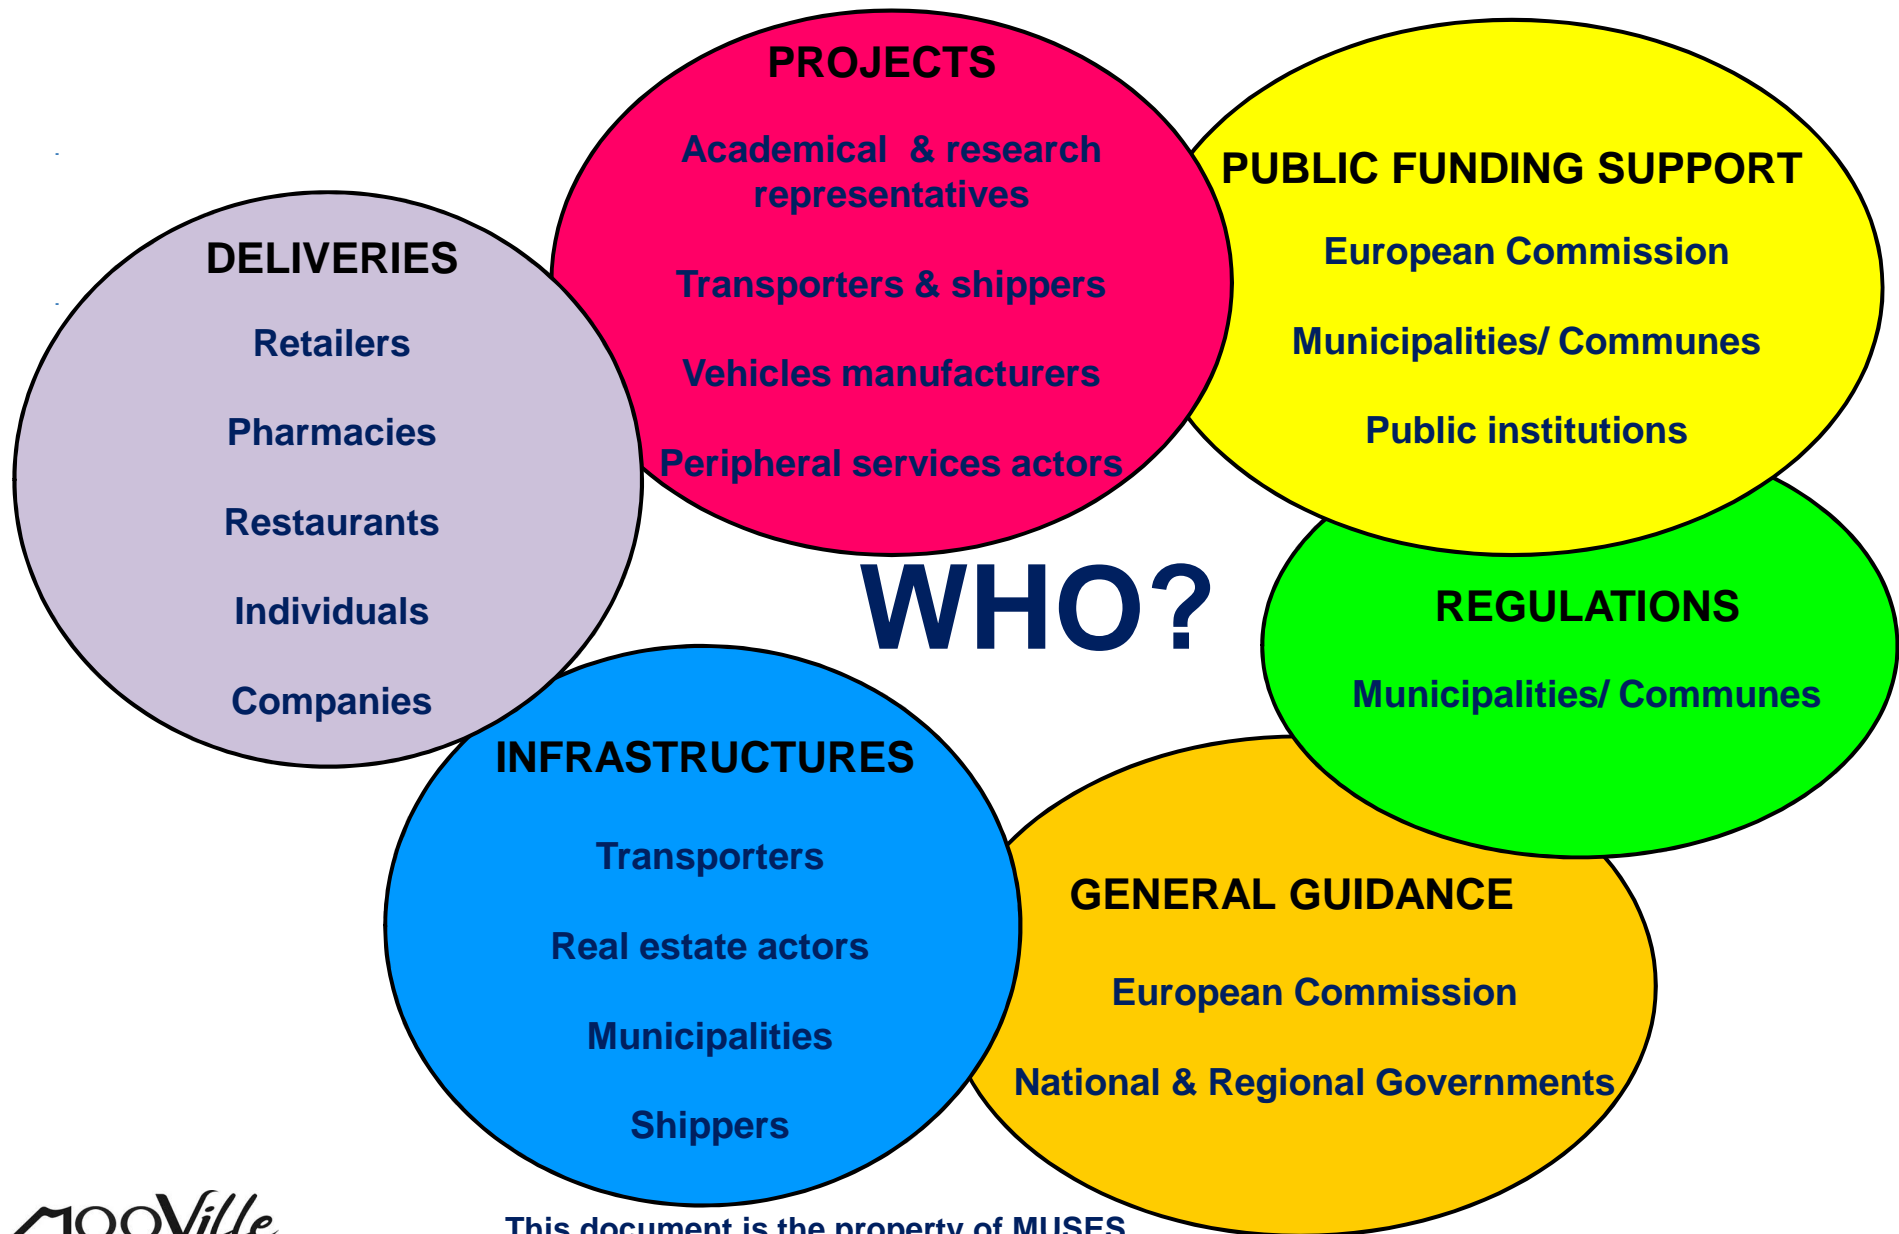 PROJECTS
Academical & research
representatives
Transporters & shippers
Vehicles manufacturers
Peripheral services actors
PUBLIC FUNDING SUPPORT
European Commission
Municipalities/ Communes
Public institutions
DELIVERIES
Retailers
Pharmacies
Restaurants
Individuals
Companies
WHO?
REGULATIONS
Municipalities/ Communes
INFRASTRUCTURES
Transporters
Real estate actors
Municipalities
Shippers
GENERAL GUIDANCE
European Commission
National & Regional Governments
MooVille
This document is the property of MUSES